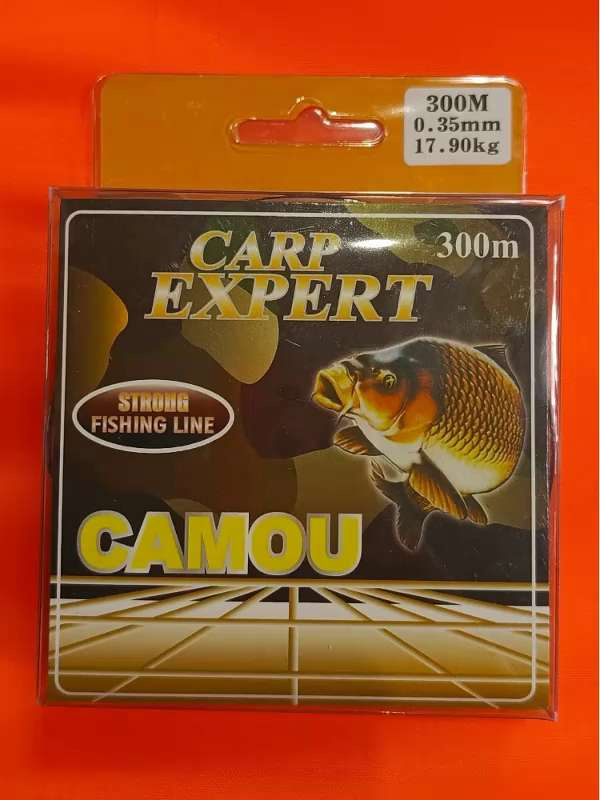 300M
0.35mm
17.90kg
CARP
EXPERT
300m
STRONG
FISHING LINE
CAMOU